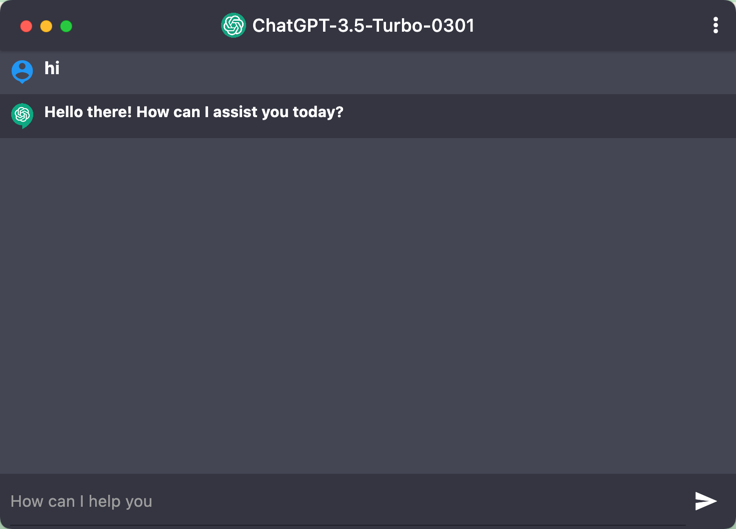 ChatGPT-3.5-Turbo-0301
hi
Hello there! How can I assist you today?
How can I help you